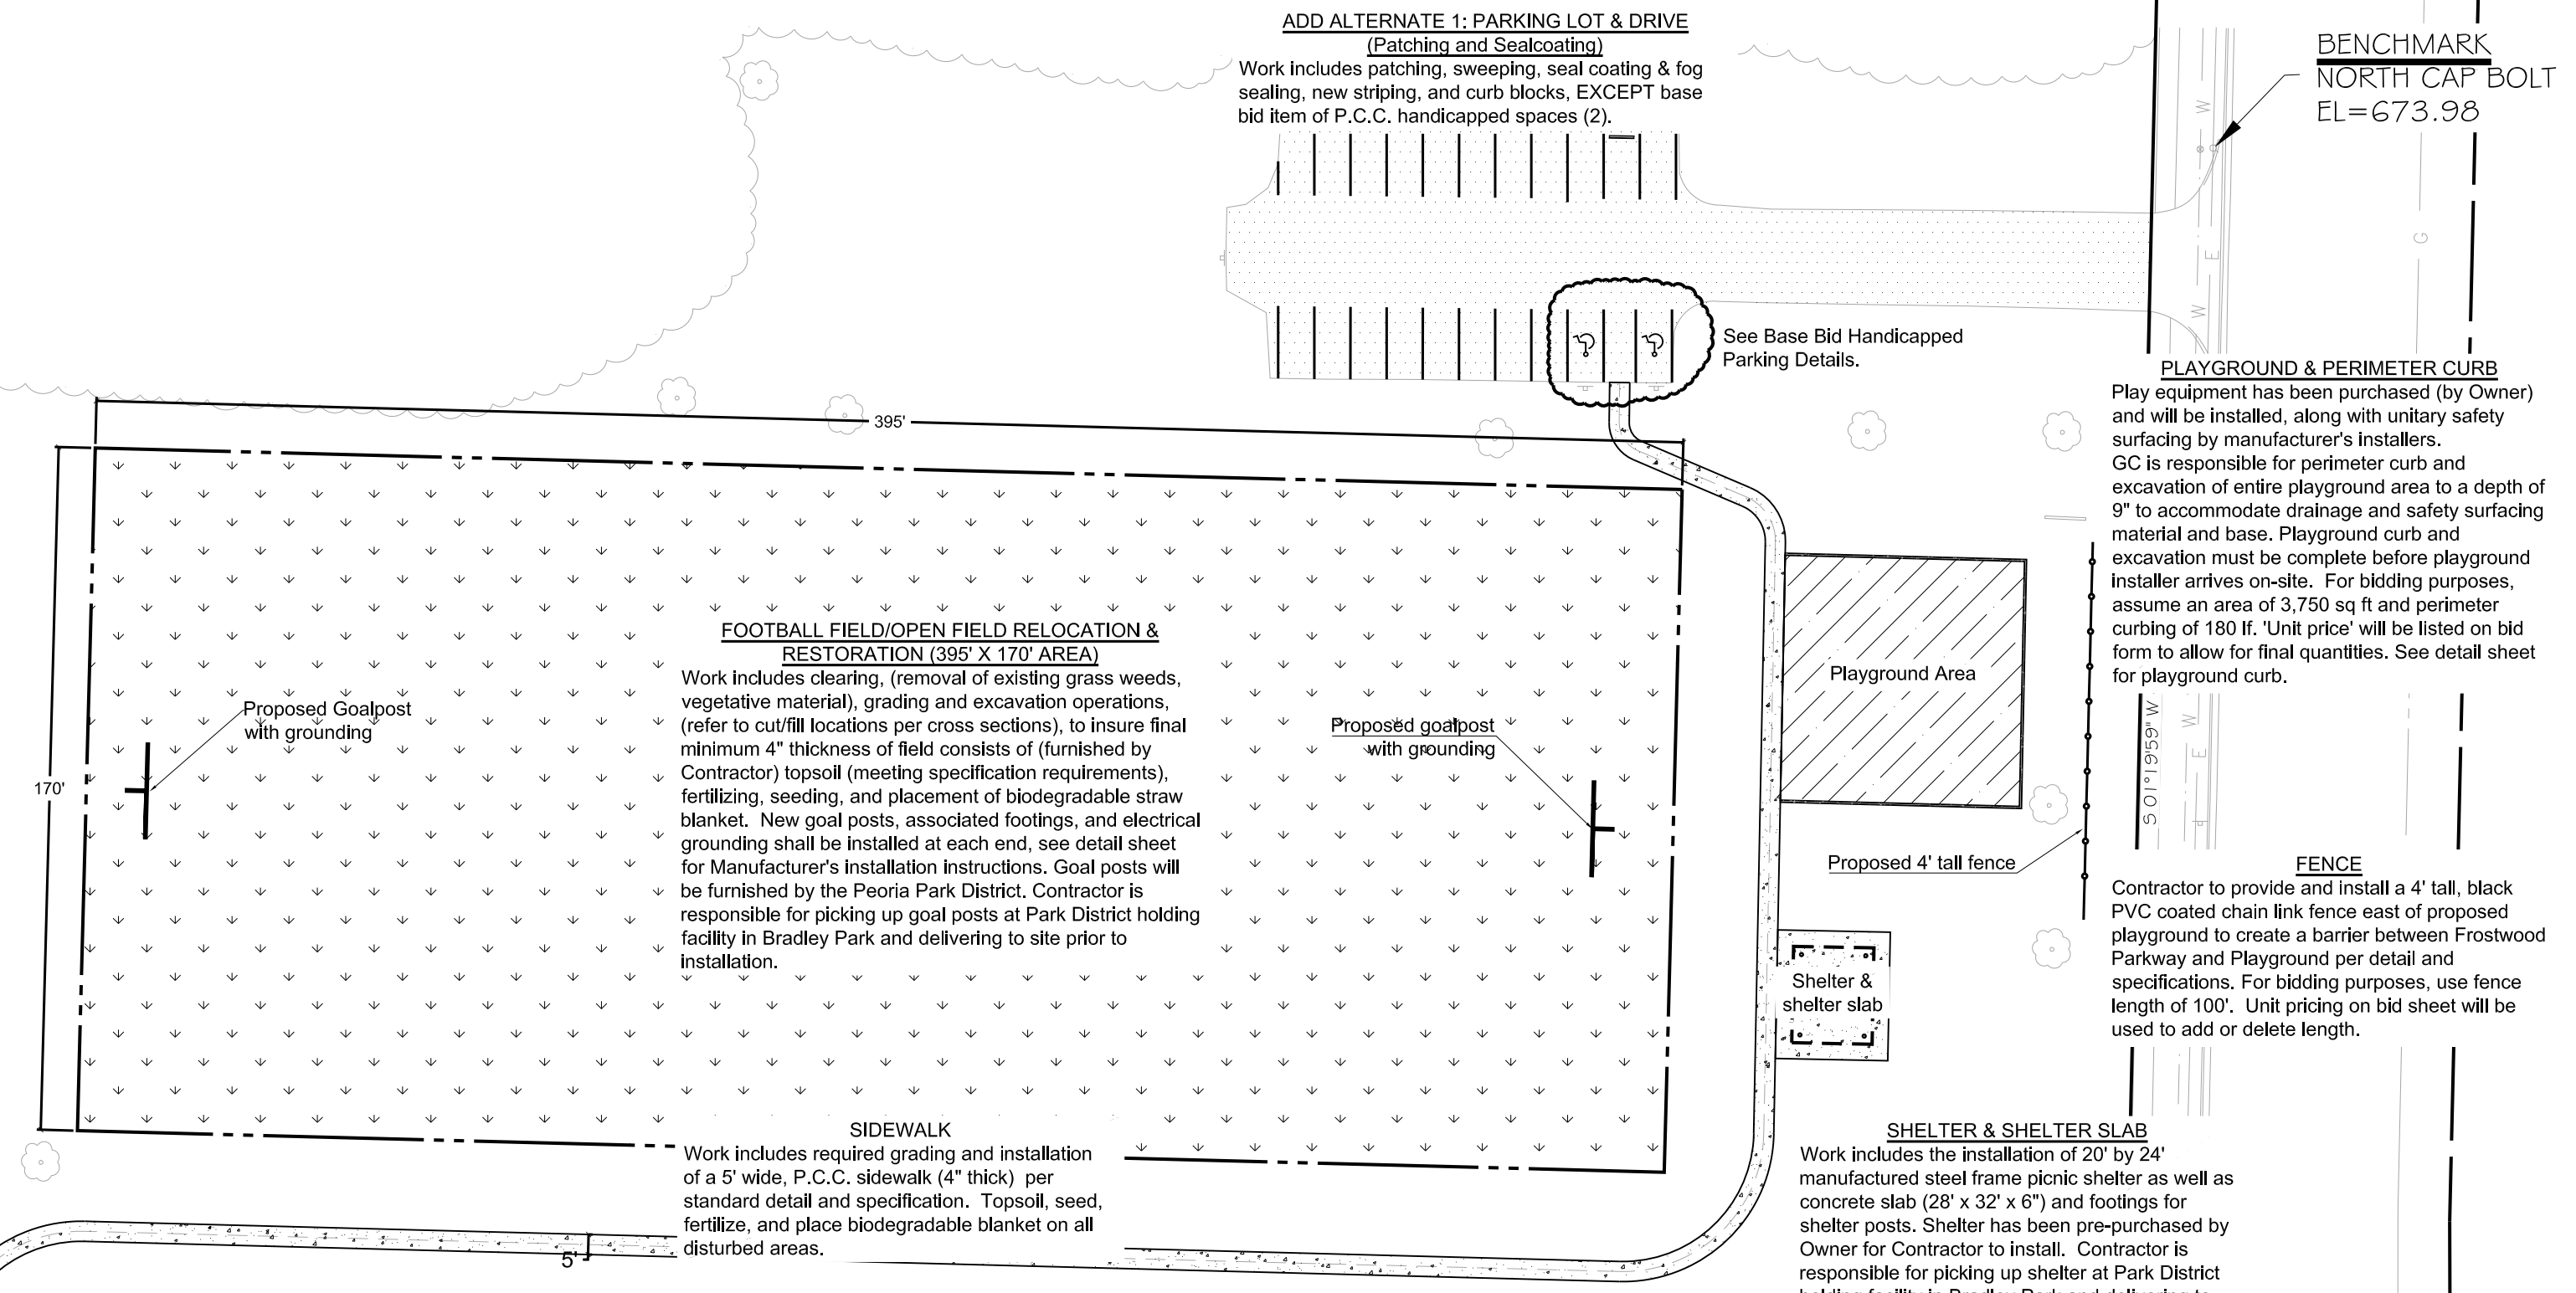 ADD ALTERNATE 1: PARKING LOT & DRIVE
(Patching and Sealcoating)
Work includes patching, sweeping, seal coating & fog
sealing, new striping, and curb blocks, EXCEPT base
bid item of P.C.C. handicapped spaces (2).
BENCHMARK
NORTH CAP BOLT
EL=673.98
W
E
W
G
See Base Bid Handicapped
Parking Details.
PLAYGROUND & PERIMETER CURB
Play equipment has been purchased (by Owner)
and will be installed, along with unitary safety
surfacing by manufacturer's installers.
GC is responsible for perimeter curb and
excavation of entire playground area to a depth of
9" to accommodate drainage and safety surfacing
material and base. Playground curb and
excavation must be complete before playground
installer arrives on-site.  For bidding purposes,
assume an area of 3,750 sq ft and perimeter
curbing of 180 lf. 'Unit price' will be listed on bid
form to allow for final quantities. See detail sheet
for playground curb.
395'
170'
FOOTBALL FIELD/OPEN FIELD RELOCATION &
RESTORATION (395' X 170' AREA)
Work includes clearing, (removal of existing grass weeds,
vegetative material), grading and excavation operations,
(refer to cut/fill locations per cross sections), to insure final
minimum 4" thickness of field consists of (furnished by
Contractor) topsoil (meeting specification requirements),
fertilizing, seeding, and placement of biodegradable straw
blanket.  New goal posts, associated footings, and electrical
grounding shall be installed at each end, see detail sheet
for Manufacturer's installation instructions. Goal posts will
be furnished by the Peoria Park District. Contractor is
responsible for picking up goal posts at Park District holding
facility in Bradley Park and delivering to site prior to
installation.
Proposed Goalpost
with grounding
Proposed goalpost
with grounding
Playground Area
S 01°19'59" W
W
E
Proposed 4' tall fence
FENCE
Contractor to provide and install a 4' tall, black
PVC coated chain link fence east of proposed
playground to create a barrier between Frostwood
Parkway and Playground per detail and
specifications. For bidding purposes, use fence
length of 100'.  Unit pricing on bid sheet will be
used to add or delete length.
Shelter &
shelter slab
SIDEWALK
Work includes required grading and installation
of a 5' wide, P.C.C. sidewalk (4" thick)  per
standard detail and specification.  Topsoil, seed,
fertilize, and place biodegradable blanket on all
disturbed areas.
5'
SHELTER & SHELTER SLAB
Work includes the installation of 20' by 24'
manufactured steel frame picnic shelter as well as
concrete slab (28' x 32' x 6") and footings for
shelter posts. Shelter has been pre-purchased by
Owner for Contractor to install.  Contractor is
responsible for picking up shelter at Park District